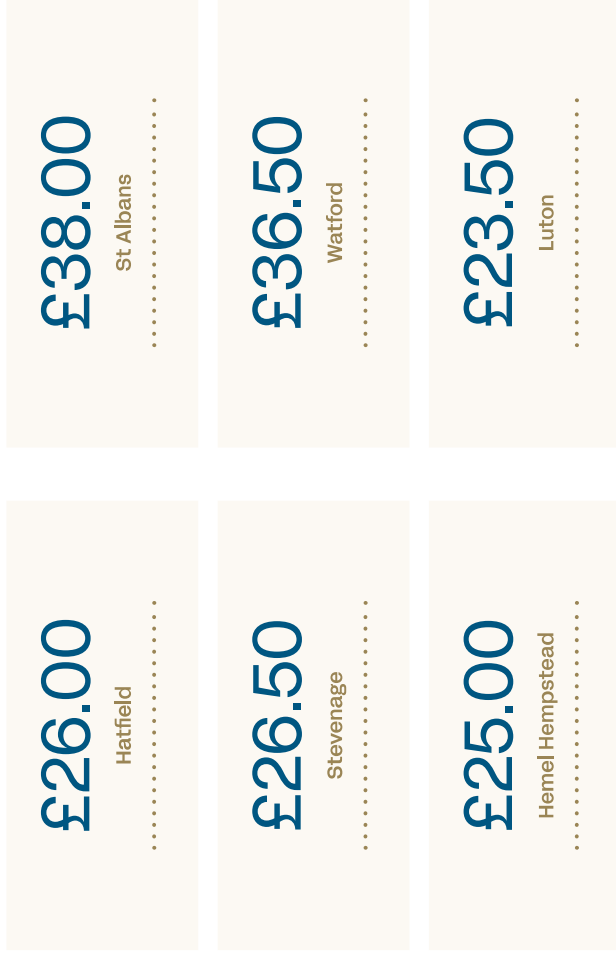 £26.00
Hatfield
£38.00
St Albans
£26.50
Stevenage
£36.50
Watford
£25.00
Hemel Hempstead
£23.50
Luton